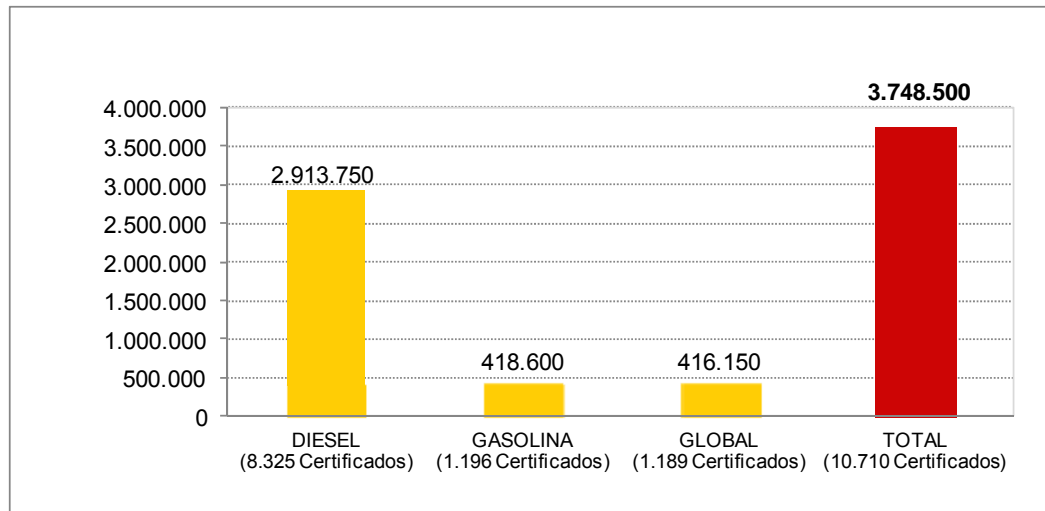 3.748.500
4.000.000
3.500.000
2.913.750
3.000.000
2.500.000
2.000.000
1.500.000
1.000.000
418.600
416.150
500.000
0
DIESEL
(8.325 Certificados)
GASOLINA
(1.196 Certificados)
GLOBAL
(1.189 Certificados)
TOTAL
(10.710 Certificados)